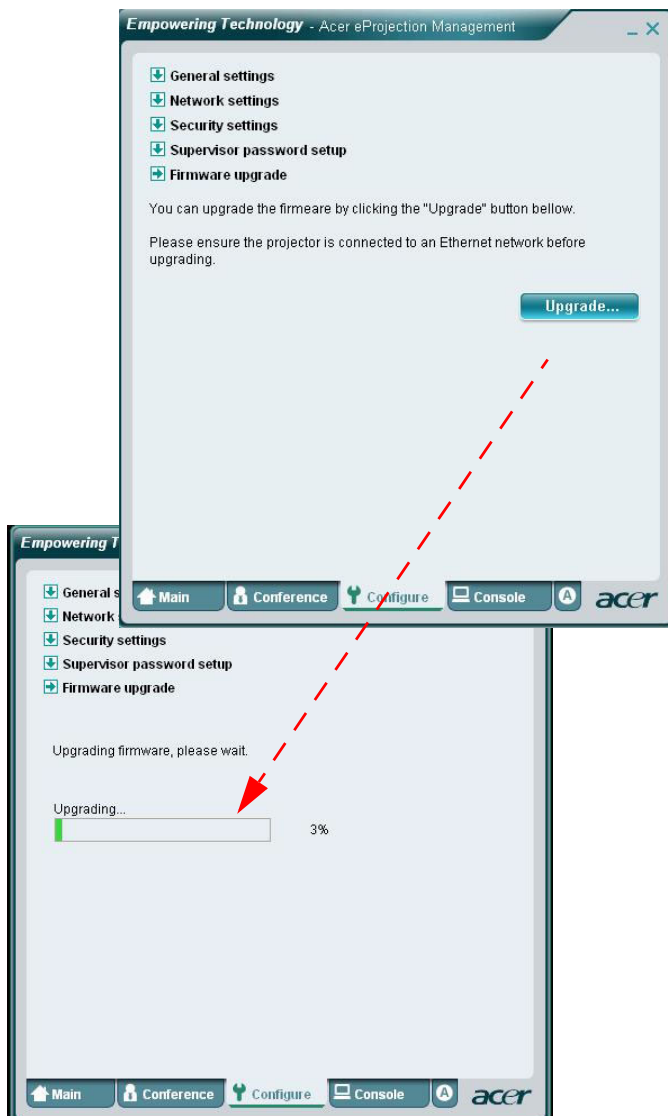 Empowering Technology - Acer eProjection Management
General settings
Network settings
Security settings
Supervisor password setup
Firmware upgrade
You can upgrade the firmeare by clicking the "Upgrade" button bellow.
Please ensure the projector is connected to an Ethernet network before
upgrading.
Upgrade...
Main Conference Configure Console A acer
Empowering T
General s
Network
Security settings
Supervisor password setup
Firmware upgrade
Upgrading firmware, please wait.
Upgrading...
3%
Main Conference Configure Console A acer